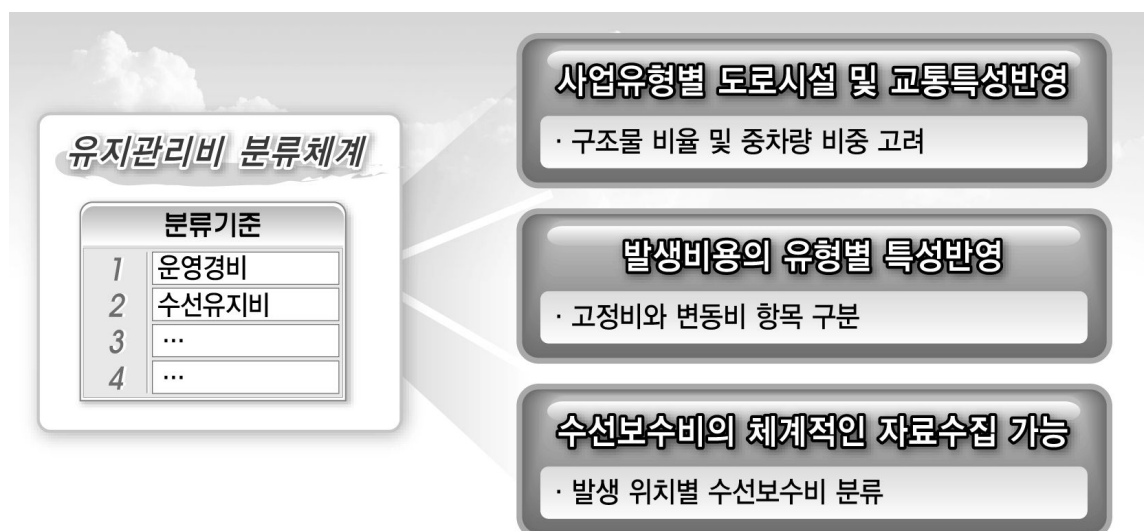 유지관리비 분류체계
분류기준
1 운영경비
2 수선유지비
3 …
4 …
사업유형별 도로시설 및 교통특성반영
· 구조물 비율 및 중차량 비중 고려
발생비용의 유형별 특성반영
· 고정비와 변동비 항목 구분
수선보수비의 체계적인 자료수집 가능
· 발생 위치별 수선보수비 분류